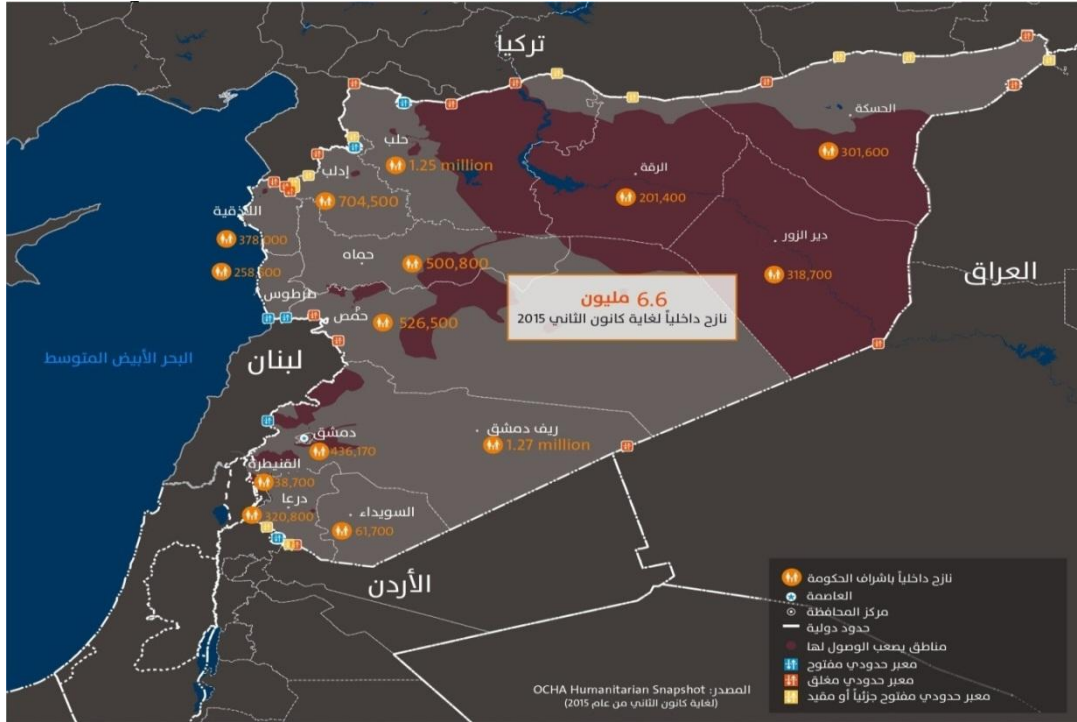 تركيا
الحسكة
301,600
حلب
1.25 million
الرقة
201,400
إدلب
704,500
اللاذقية
378,000
دير الزور
318,700
حماه
500,800
258,500
طرطوس
العراق
6.6 مليون
نازح داخلياً لغاية كانون الثاني 2015
حمص
526,500
البحر الأبيض المتوسط
لبنان
دمشق
436,170
ريف دمشق
1.27 million
القنيطرة
38,700
درعا
320,800
السويداء
61,700
الأردن
نازح داخلياً باشراف الحكومة
العاصمة
مركز المحافظة
حدود دولية
مناطق يصعب الوصول لها
معبر حدودي مفتوح
معبر حدودي مغلق
معبر حدودي مفتوح جزئياً أو مقيد
المصدر: OCHA Humanitarian Snapshot
(لغاية كانون الثاني من عام 2015)